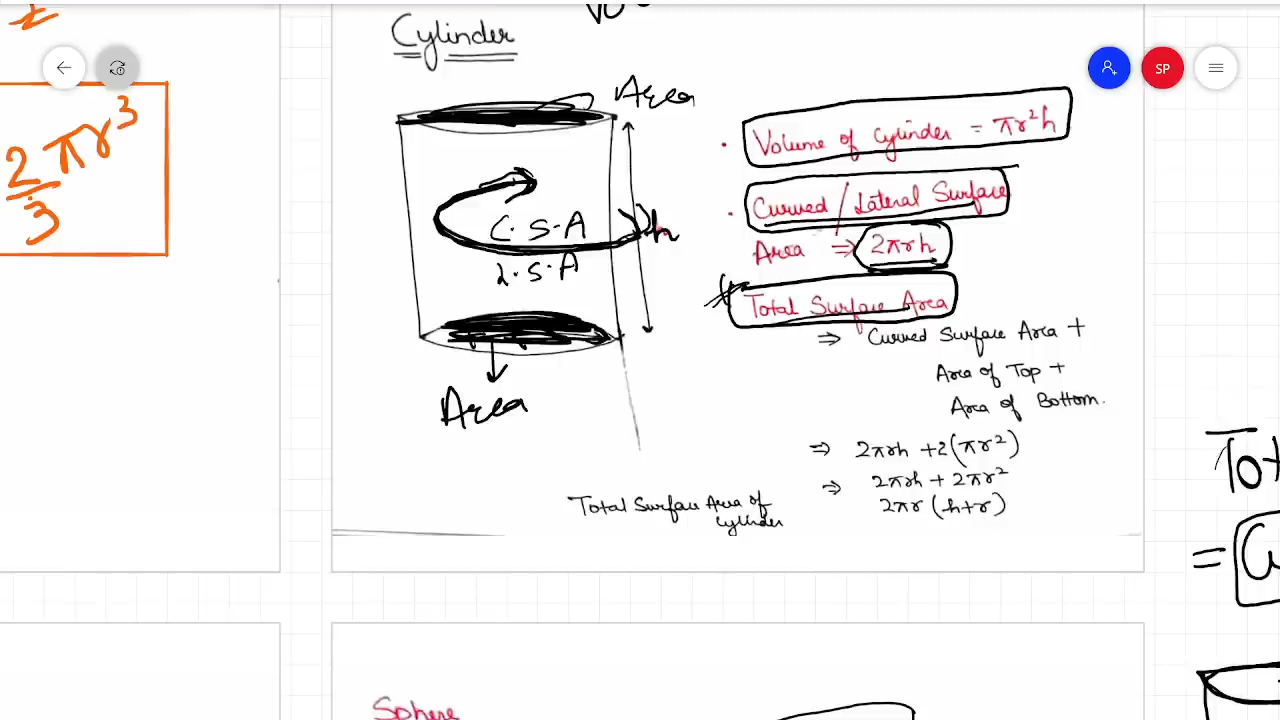 Cylinder
Area
2/3 πr³
C.S.A
L.S.A
h
Area
Volume of Cylinder = πr²h
Curved / Lateral Surface
Area ⇒ 2πrh
Total Surface Area
⇒ Curved Surface Area +
Area of Top +
Area of Bottom.
⇒ 2πrh + 2(πr²)
⇒ 2πrh + 2πr²
2πr (h+r)
Total Surface Area of
Cylinder
SP
Tot
=
Sphere